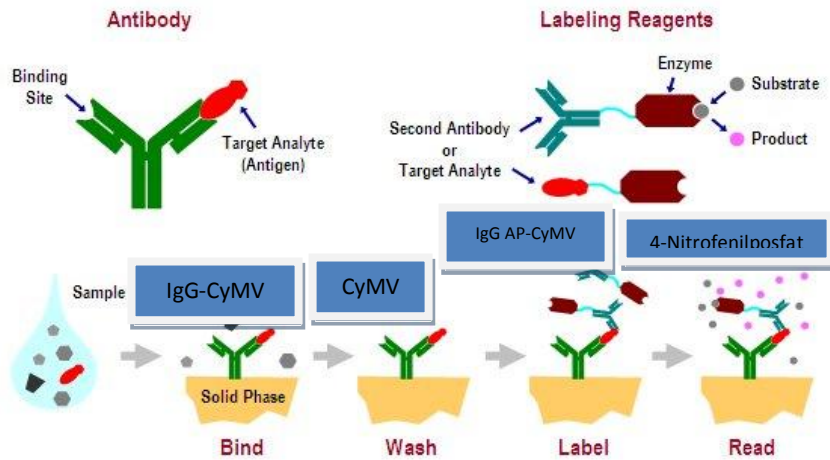 Antibody
Labeling Reagents
Binding
Site
Target Analyte
(Antigen)
Enzyme
Substrate
Product
Second Antibody
or
Target Analyte
IgG-CyMV
CyMV
IgG AP-CyMV
4-Nitrofenilposfat
Sample
Solid Phase
Bind
Wash
Label
Read